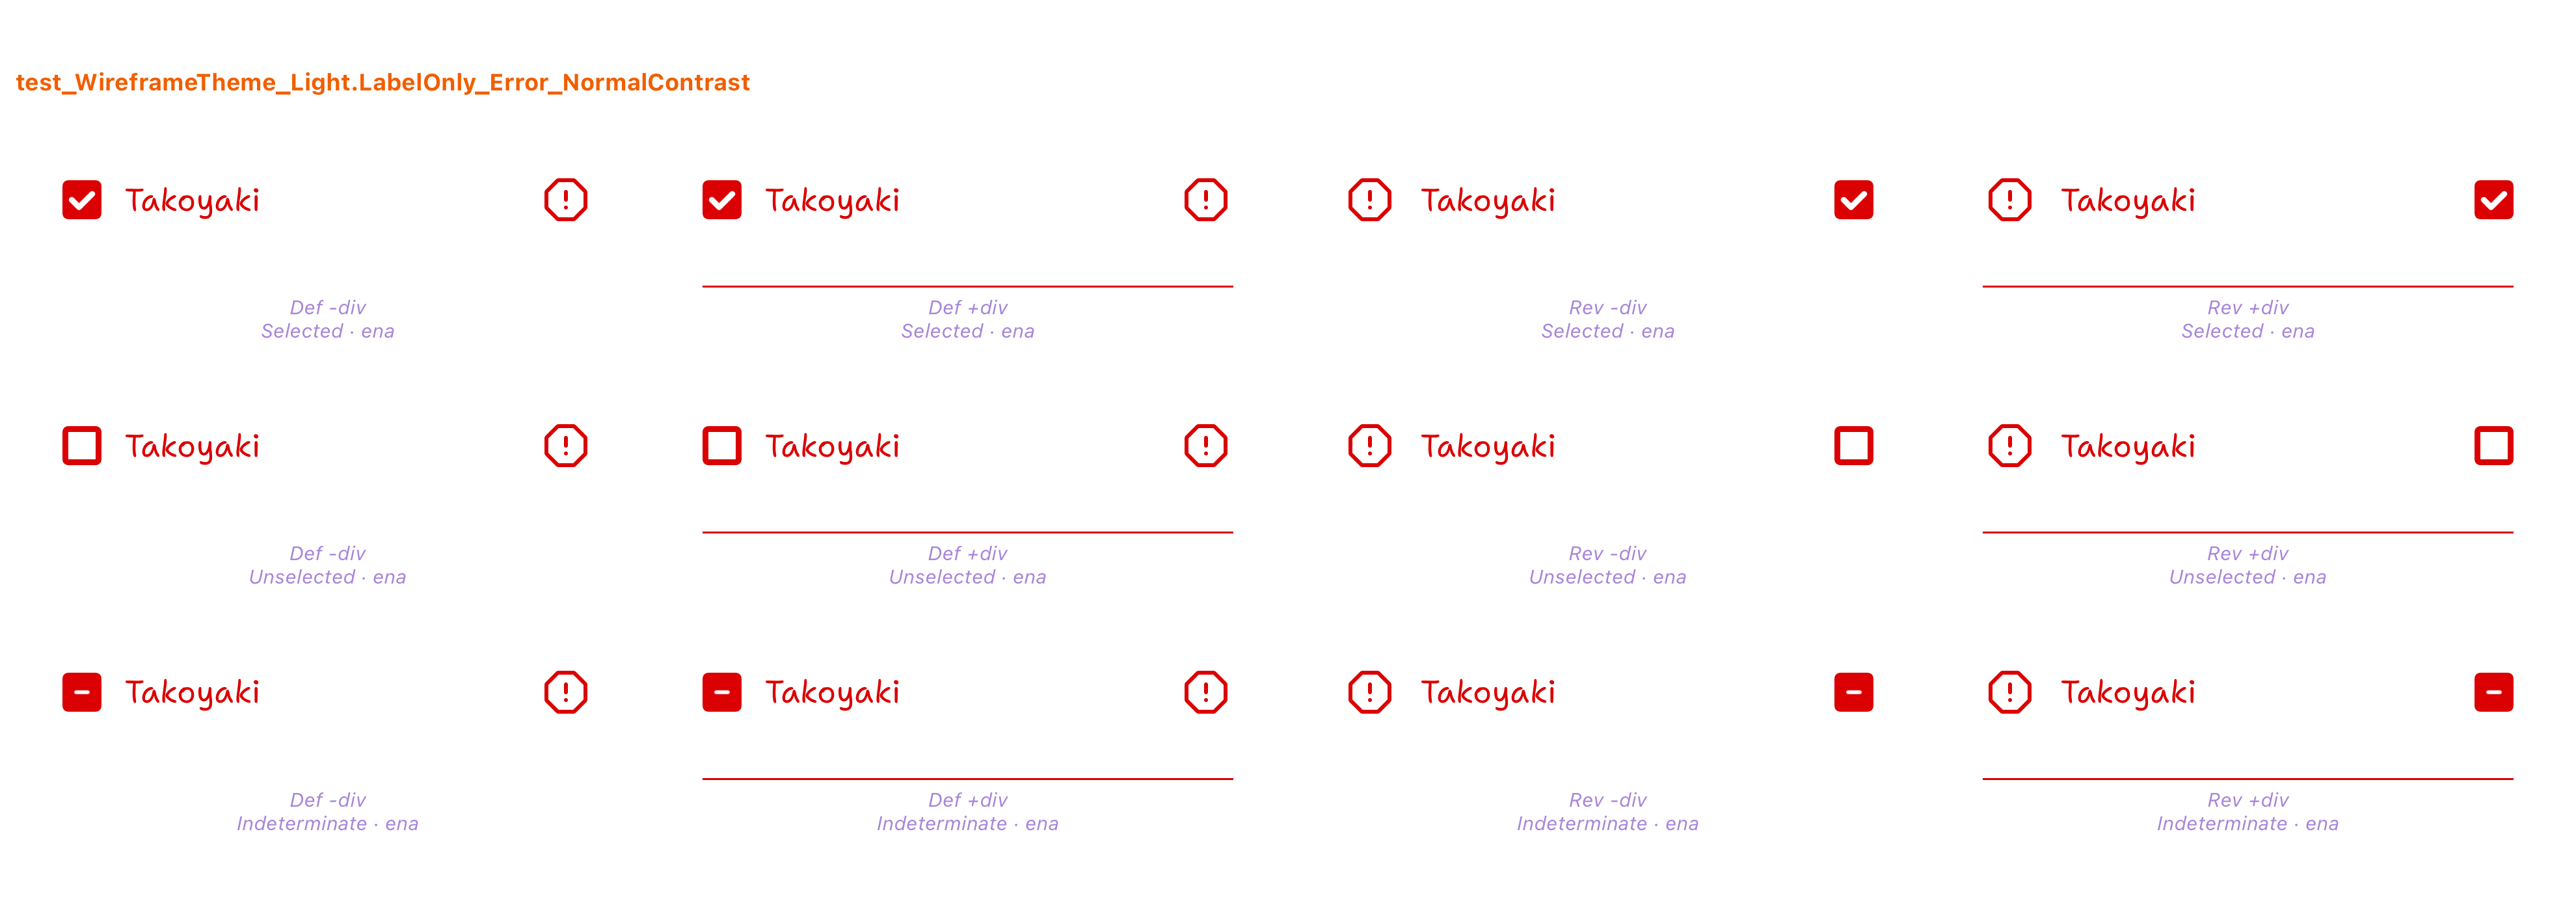 test_WireframeTheme_Light.LabelOnly_Error_NormalContrast
Takoyaki
Takoyaki
Takoyaki
Takoyaki
Def -div
Selected · ena
Def +div
Selected · ena
Rev -div
Selected · ena
Rev +div
Selected · ena
Takoyaki
Takoyaki
Takoyaki
Takoyaki
Def -div
Unselected · ena
Def +div
Unselected · ena
Rev -div
Unselected · ena
Rev +div
Unselected · ena
Takoyaki
Takoyaki
Takoyaki
Takoyaki
Def -div
Indeterminate · ena
Def +div
Indeterminate · ena
Rev -div
Indeterminate · ena
Rev +div
Indeterminate · ena